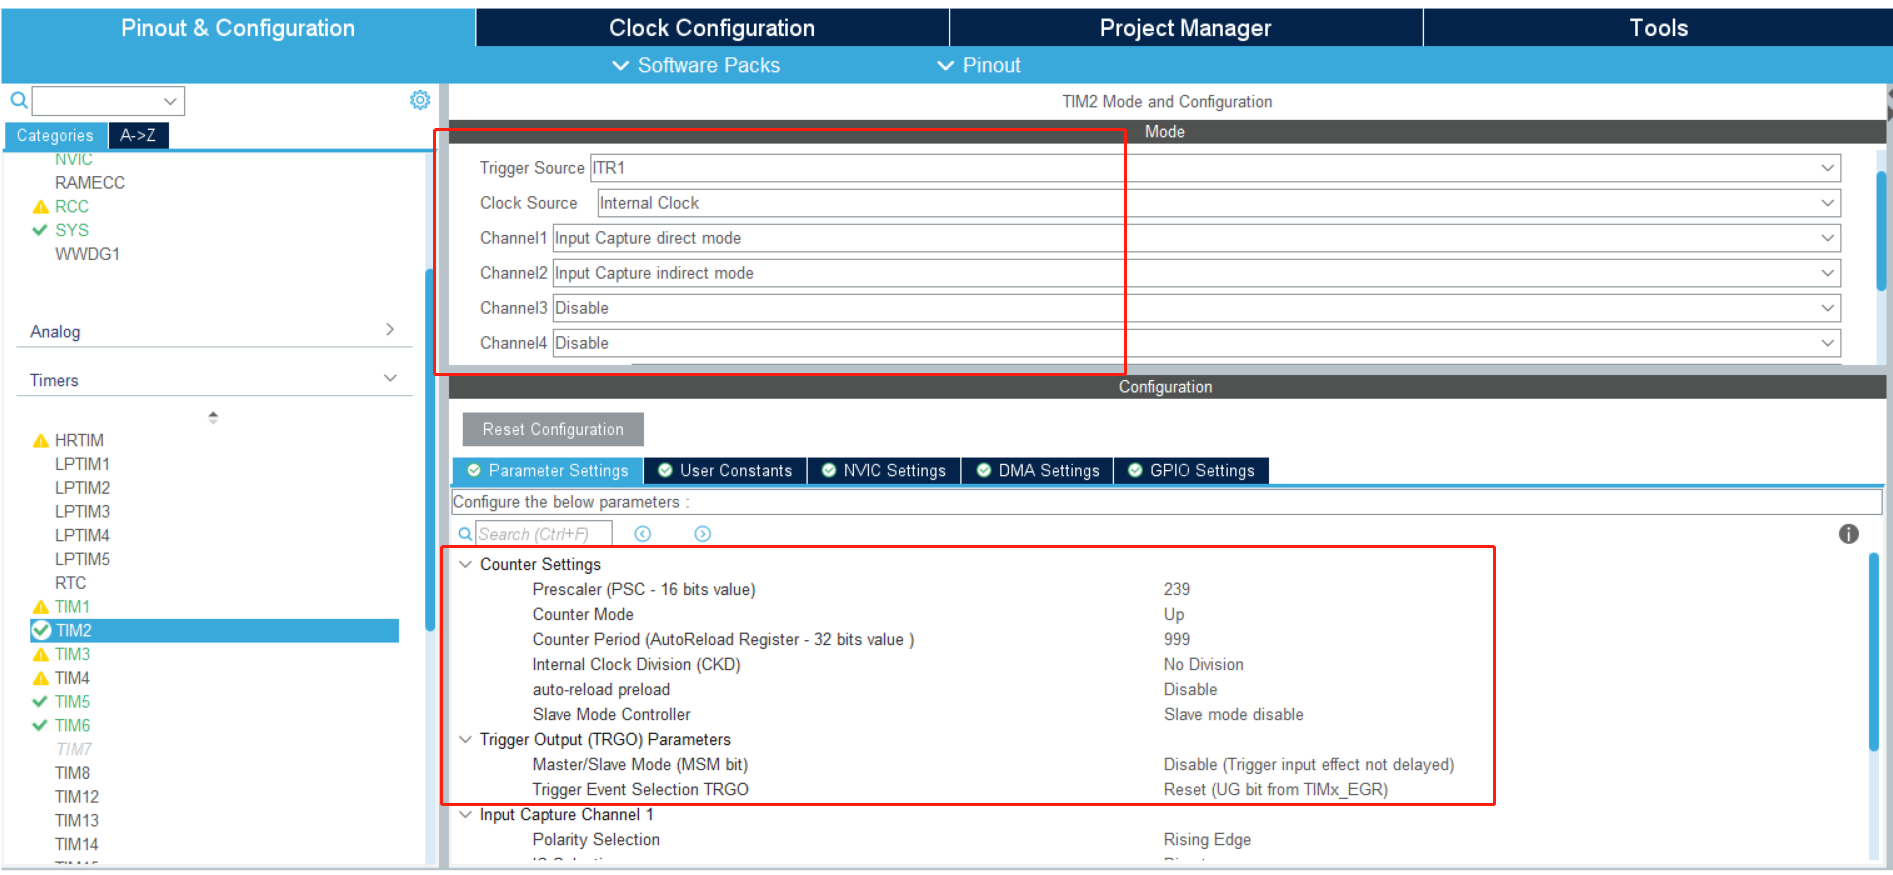 Pinout & Configuration
Clock Configuration
Project Manager
Tools
Software Packs
Pinout
Categories
A->Z
NVIC
RAMECC
RCC
SYS
WWDG1
Analog
Timers
HRTIM
LPTIM1
LPTIM2
LPTIM3
LPTIM4
LPTIM5
RTC
TIM1
TIM2
TIM3
TIM4
TIM5
TIM6
TIM7
TIM8
TIM12
TIM13
TIM14
TIM2 Mode and Configuration
Mode
Trigger Source ITR1
Clock Source Internal Clock
Channel1 Input Capture direct mode
Channel2 Input Capture indirect mode
Channel3 Disable
Channel4 Disable
Configuration
Reset Configuration
Parameter Settings
User Constants
NVIC Settings
DMA Settings
GPIO Settings
Configure the below parameters :
Search (Ctrl+F)
Counter Settings
Prescaler (PSC - 16 bits value) 239
Counter Mode Up
Counter Period (AutoReload Register - 32 bits value ) 999
Internal Clock Division (CKD) No Division
auto-reload preload Disable
Slave Mode Controller Slave mode disable
Trigger Output (TRGO) Parameters
Master/Slave Mode (MSM bit) Disable (Trigger input effect not delayed)
Trigger Event Selection TRGO Reset (UG bit from TIMx_EGR)
Input Capture Channel 1
Polarity Selection Rising Edge